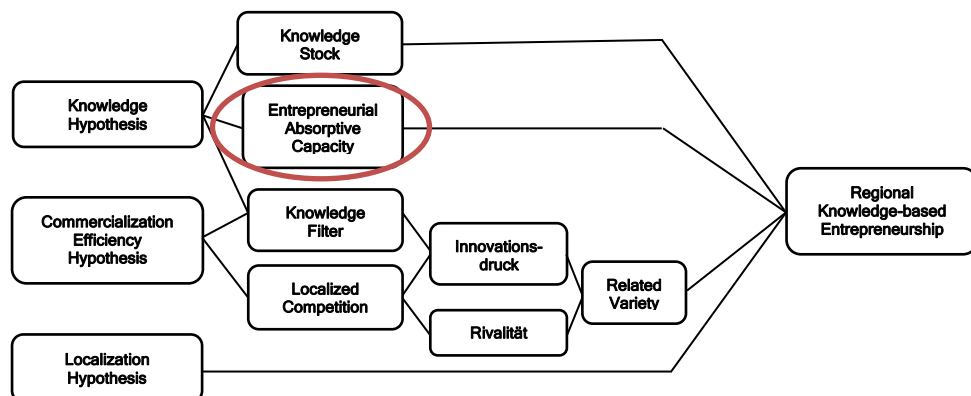 Knowledge
Stock
Knowledge
Hypothesis
Entrepreneurial
Absorptive
Capacity
Regional
Knowledge-based
Entrepreneurship
Commercialization
Efficiency
Hypothesis
Knowledge
Filter
Innovations-
druck
Localized
Competition
Related
Variety
Rivalität
Localization
Hypothesis